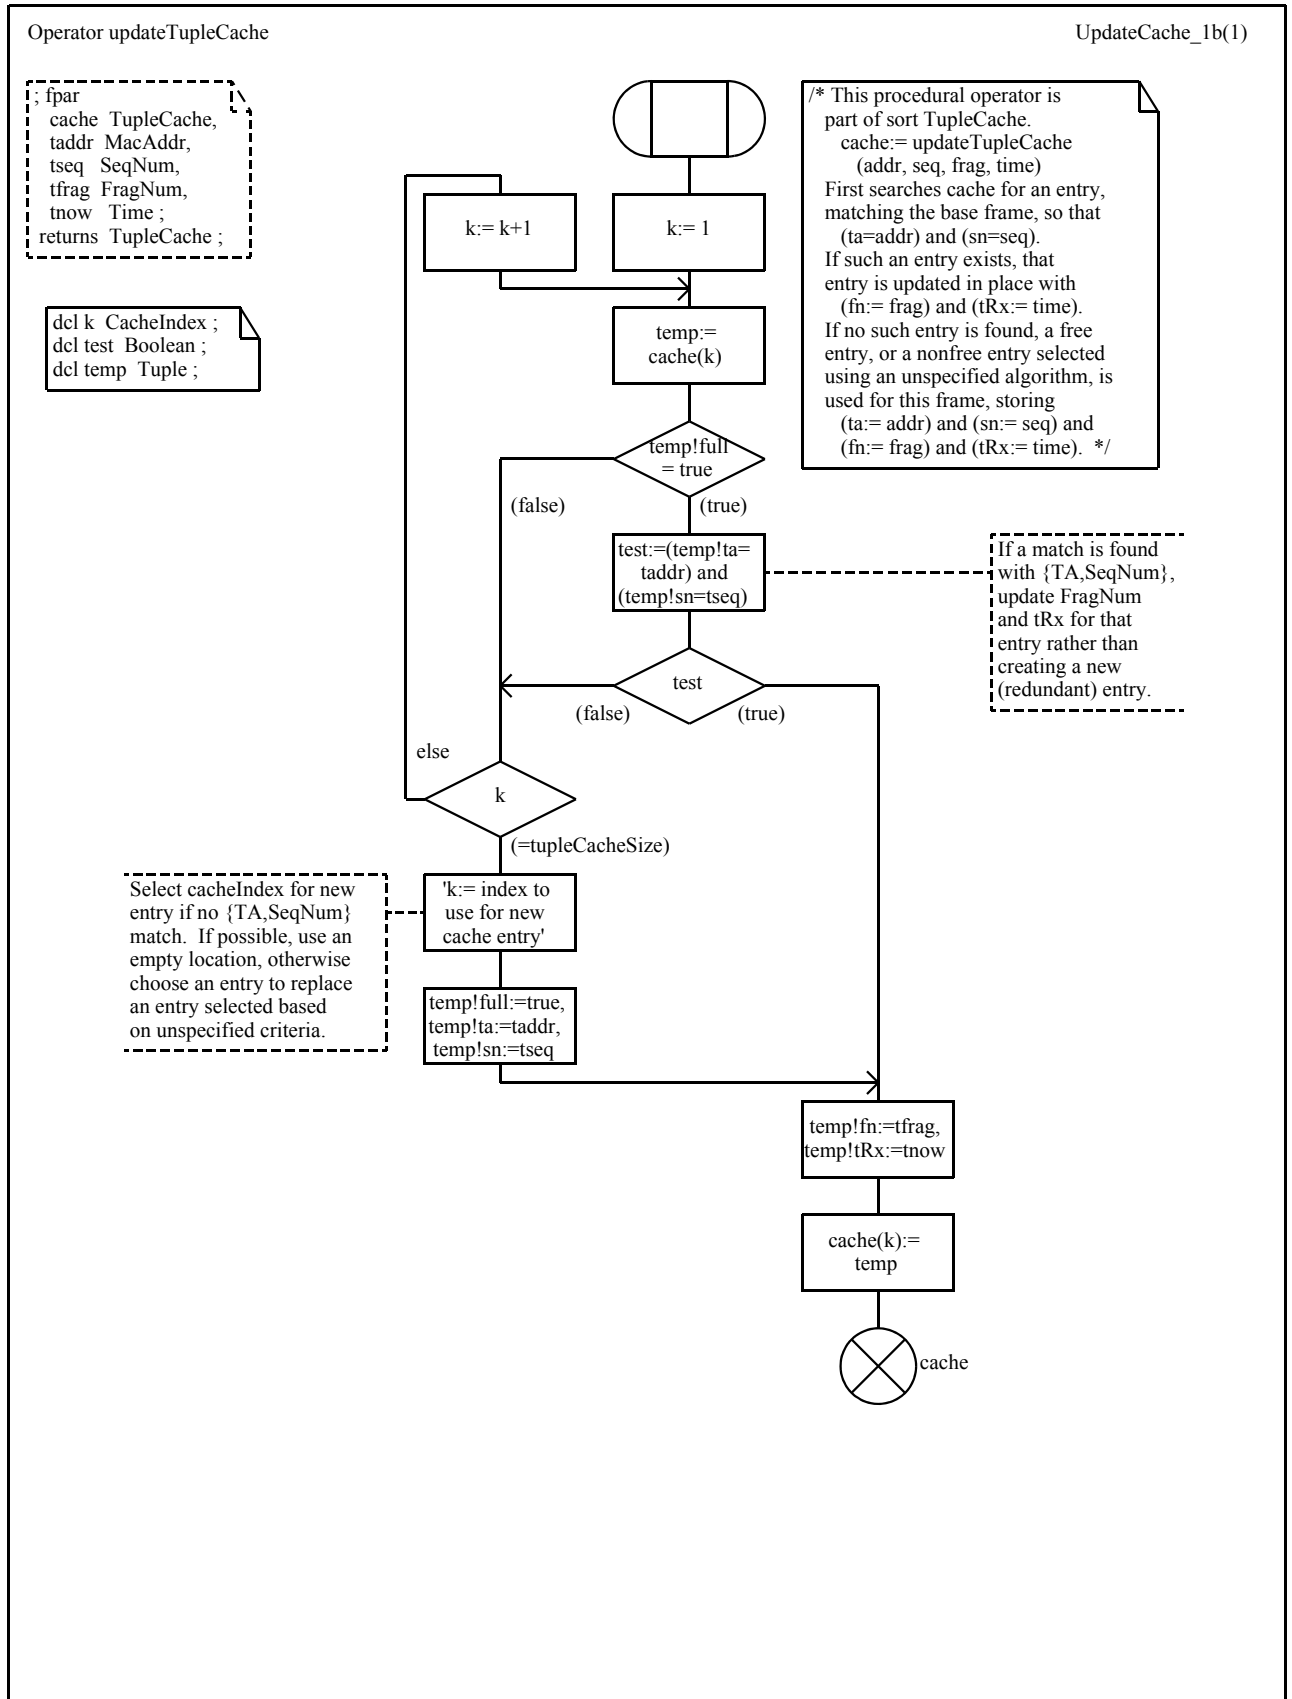 Operator updateTupleCache
UpdateCache_1b(1)
; fpar
cache TupleCache,
taddr MacAddr,
tseq SeqNum,
tfrag FragNum,
tnow Time ;
returns TupleCache ;
dcl k CacheIndex ;
dcl test Boolean ;
dcl temp Tuple ;
/* This procedural operator is
part of sort TupleCache.
cache:= updateTupleCache
(addr, seq, frag, time)
First searches cache for an entry,
matching the base frame, so that
(ta=addr) and (sn=seq).
If such an entry exists, that
entry is updated in place with
(fn:= frag) and (tRx:= time).
If no such entry is found, a free
entry, or a nonfree entry selected
using an unspecified algorithm, is
used for this frame, storing
(ta:= addr) and (sn:= seq) and
(fn:= frag) and (tRx:= time). */
k:= k+1
k:= 1
temp:=
cache(k)
temp!full
= true
(false)
(true)
test:=(temp!ta=
taddr) and
(temp!sn=tseq)
If a match is found
with {TA,SeqNum},
update FragNum
and tRx for that
entry rather than
creating a new
(redundant) entry.
test
(false)
(true)
else
k
(=tupleCacheSize)
Select cacheIndex for new
entry if no {TA,SeqNum}
match. If possible, use an
empty location, otherwise
choose an entry to replace
an entry selected based
on unspecified criteria.
'k:= index to
use for new
cache entry'
temp!full:=true,
temp!ta:=taddr,
temp!sn:=tseq
temp!fn:=tfrag,
temp!tRx:=tnow
cache(k):=
temp
cache